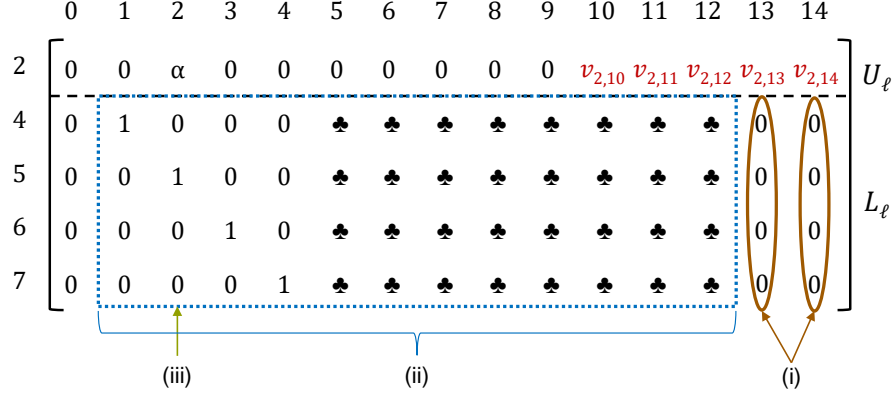 0 1 2 3 4 5 6 7 8 9 10 11 12 13 14
2 0 0 α 0 0 0 0 0 0 0 v₂,₁₀ v₂,₁₁ v₂,₁₂ v₂,₁₃ v₂,₁₄ U_ℓ
4 0 1 0 0 0 ♣ ♣ ♣ ♣ ♣ ♣ ♣ ♣ 0 0
5 0 0 1 0 0 ♣ ♣ ♣ ♣ ♣ ♣ ♣ ♣ 0 0
L_ℓ
6 0 0 0 1 0 ♣ ♣ ♣ ♣ ♣ ♣ ♣ ♣ 0 0
7 0 0 0 0 1 ♣ ♣ ♣ ♣ ♣ ♣ ♣ ♣ 0 0
(iii) (ii) (i)